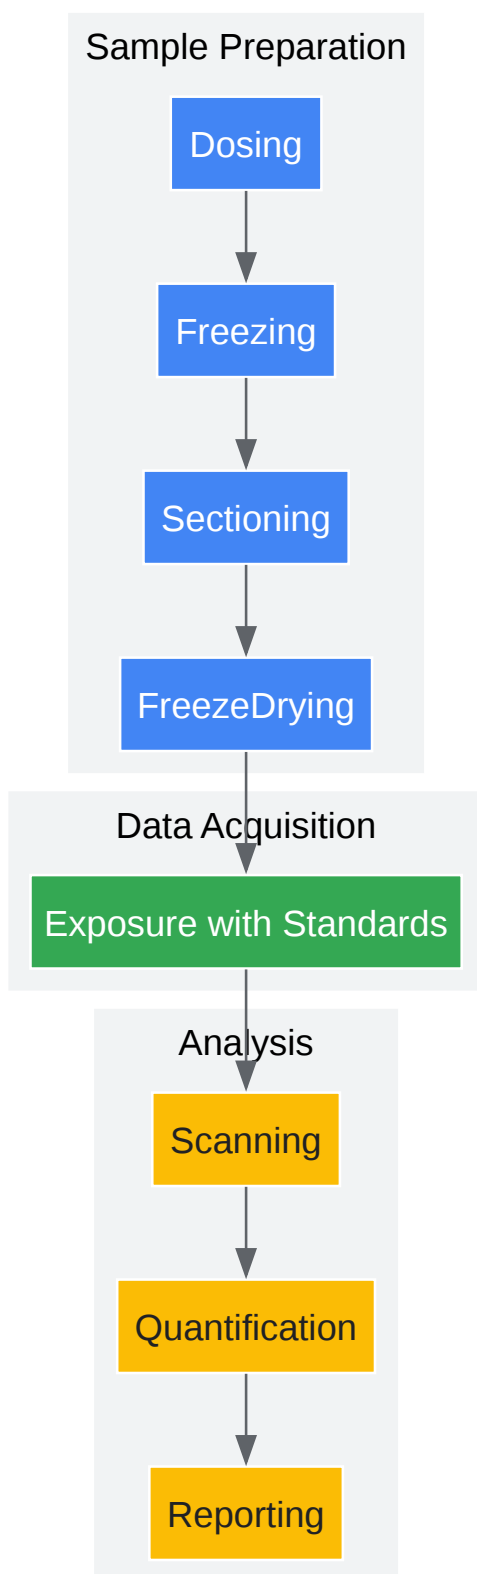 Sample Preparation
Dosing
Freezing
Sectioning
FreezeDrying
Data Acquisition
Exposure with Standards
Analysis
Scanning
Quantification
Reporting